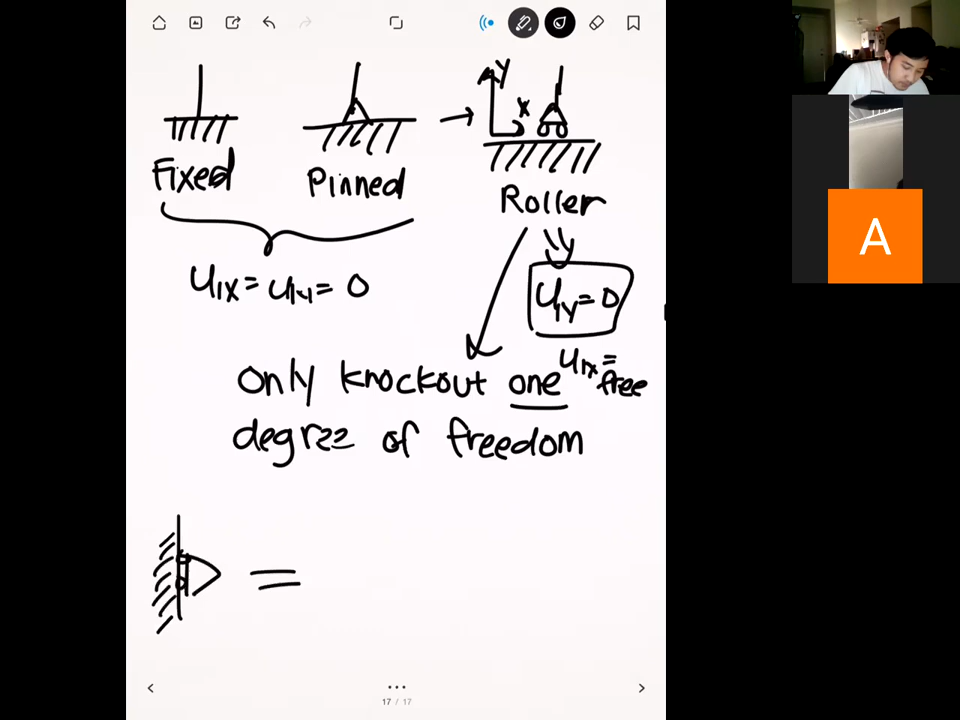 Y
X
Fixed
Pinned
Roller
U1X = U1Y = 0
U1Y = 0
U1X = free
only knockout one
degree of freedom
=
17 / 17
A